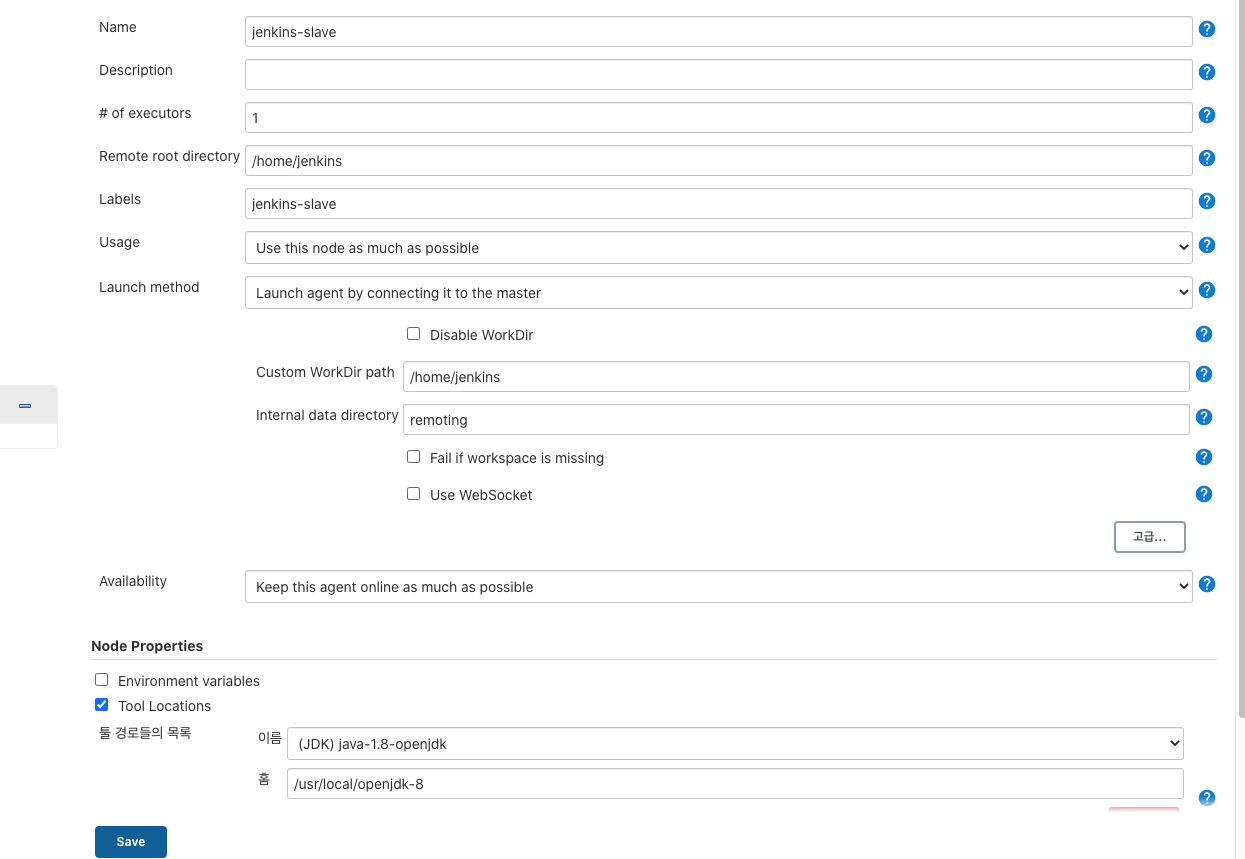 Name
jenkins-slave
Description
# of executors
1
Remote root directory
/home/jenkins
Labels
jenkins-slave
Usage
Use this node as much as possible
Launch method
Launch agent by connecting it to the master
Disable WorkDir
Custom WorkDir path
/home/jenkins
Internal data directory
remoting
Fail if workspace is missing
Use WebSocket
고급...
Availability
Keep this agent online as much as possible
Node Properties
Environment variables
Tool Locations
툴 경로들의 목록
이름
(JDK) java-1.8-openjdk
홈
/usr/local/openjdk-8
Save